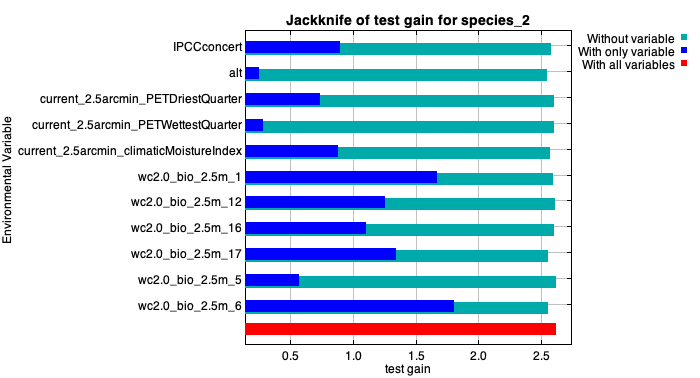 Jackknife of test gain for species_2
Without variable
With only variable
With all variables
Environmental Variable
IPCCconcert
alt
current_2.5arcmin_PETDriestQuarter
current_2.5arcmin_PETWettestQuarter
current_2.5arcmin_climaticMoistureIndex
wc2.0_bio_2.5m_1
wc2.0_bio_2.5m_12
wc2.0_bio_2.5m_16
wc2.0_bio_2.5m_17
wc2.0_bio_2.5m_5
wc2.0_bio_2.5m_6
0.5 1.0 1.5 2.0 2.5
test gain